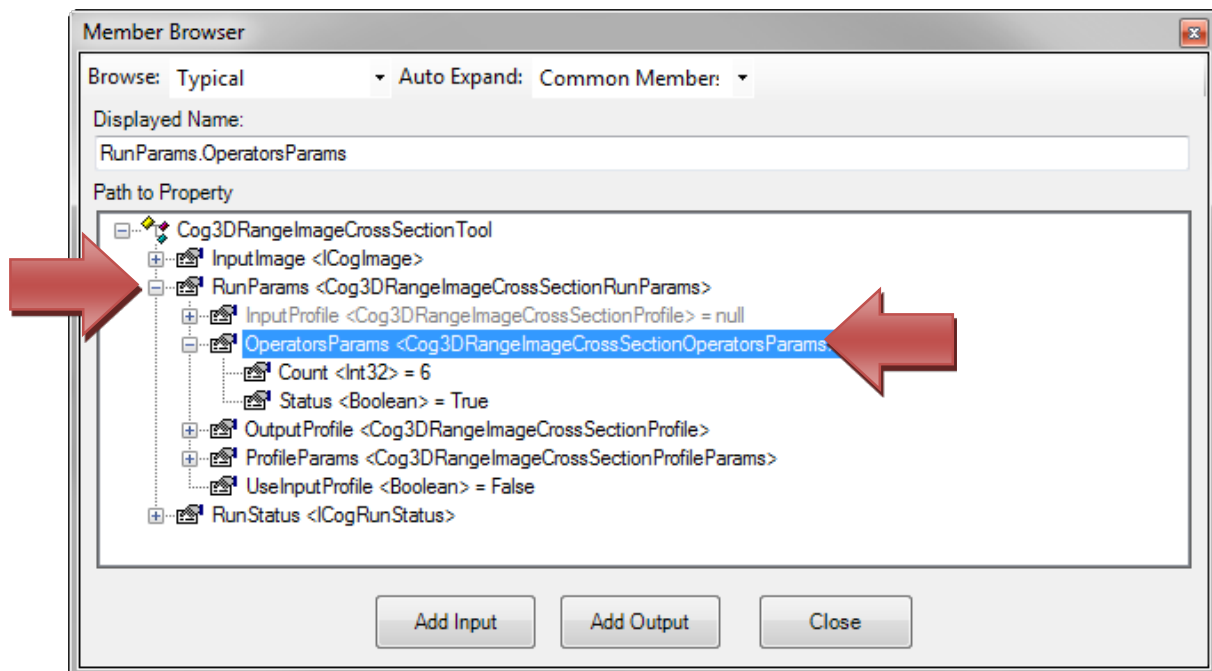 Member Browser
Browse: Typical Auto Expand: Common Member:
Displayed Name:
RunParams.OperatorsParams
Path to Property
Cog3DRangeImageCrossSectionTool
InputImage <ICogImage>
RunParams <Cog3DRangeImageCrossSectionRunParams>
InputProfile <Cog3DRangeImageCrossSectionProfile> = null
OperatorsParams <Cog3DRangeImageCrossSectionOperatorsParams
Count <Int32> = 6
Status <Boolean> = True
OutputProfile <Cog3DRangeImageCrossSectionProfile>
ProfileParams <Cog3DRangeImageCrossSectionProfileParams>
UseInputProfile <Boolean> = False
RunStatus <ICogRunStatus>
Add Input Add Output Close